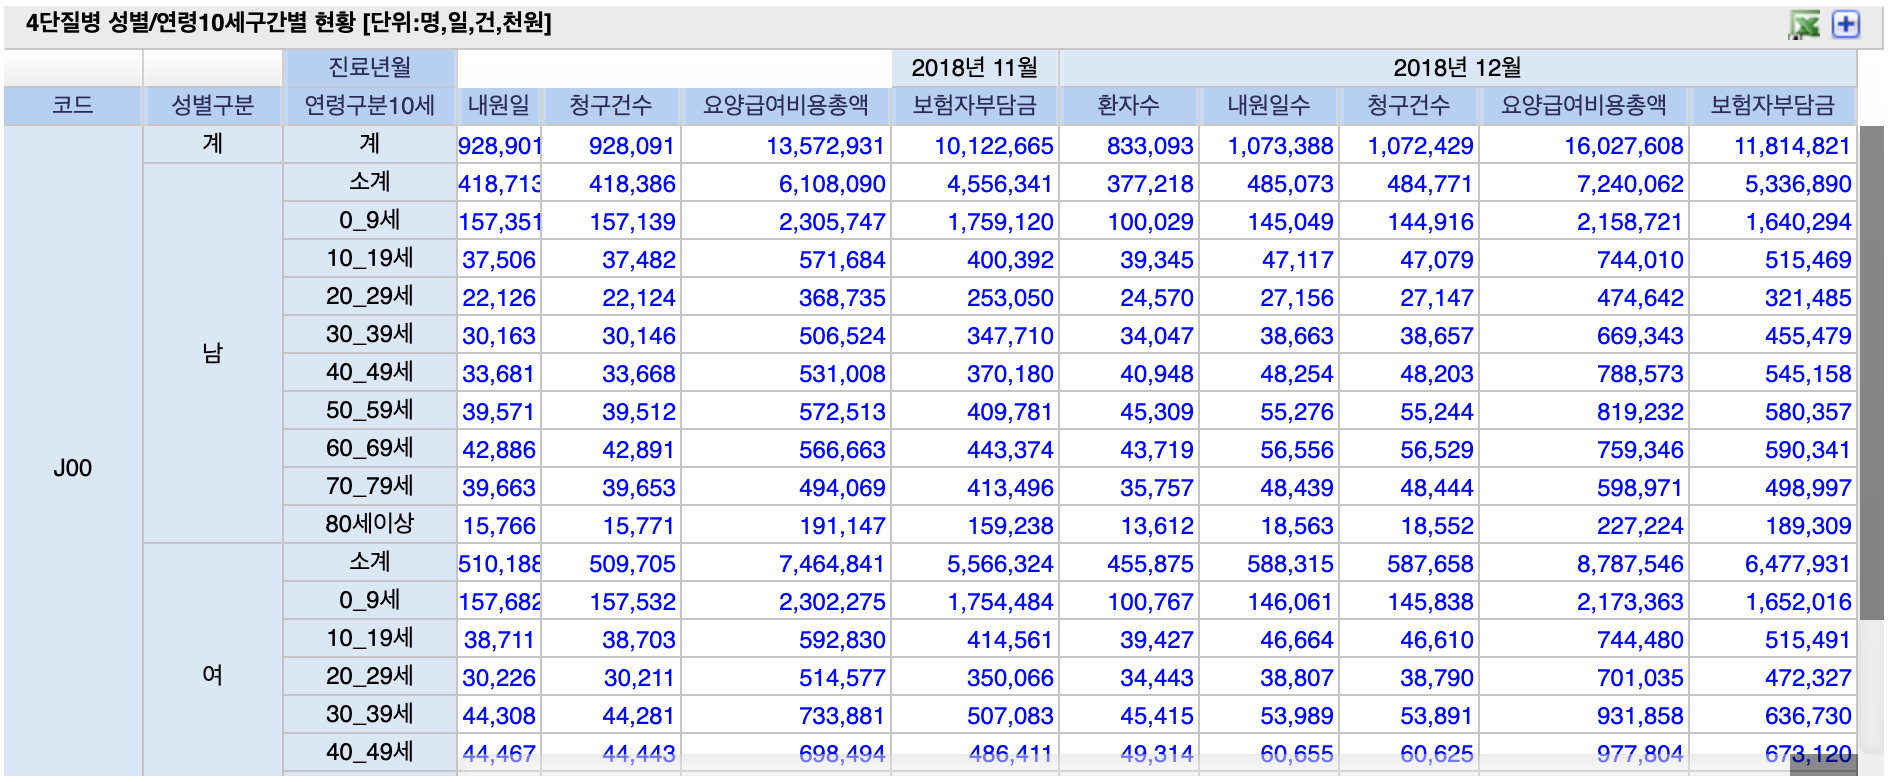 4단질병 성별/연령10세구간별 현황 [단위:명,일,건,천원]
진료년월 2018년 11월 2018년 12월
코드 성별구분 연령구분10세 내원일 청구건수 요양급여비용총액 보험자부담금 환자수 내원일수 청구건수 요양급여비용총액 보험자부담금
계 계 928,901 928,091 13,572,931 10,122,665 833,093 1,073,388 1,072,429 16,027,608 11,814,821
소계 418,713 418,386 6,108,090 4,556,341 377,218 485,073 484,771 7,240,062 5,336,890
0_9세 157,351 157,139 2,305,747 1,759,120 100,029 145,049 144,916 2,158,721 1,640,294
10_19세 37,506 37,482 571,684 400,392 39,345 47,117 47,079 744,010 515,469
20_29세 22,126 22,124 368,735 253,050 24,570 27,156 27,147 474,642 321,485
30_39세 30,163 30,146 506,524 347,710 34,047 38,663 38,657 669,343 455,479
남
40_49세 33,681 33,668 531,008 370,180 40,948 48,254 48,203 788,573 545,158
50_59세 39,571 39,512 572,513 409,781 45,309 55,276 55,244 819,232 580,357
60_69세 42,886 42,891 566,663 443,374 43,719 56,556 56,529 759,346 590,341
J00
70_79세 39,663 39,653 494,069 413,496 35,757 48,439 48,444 598,971 498,997
80세이상 15,766 15,771 191,147 159,238 13,612 18,563 18,552 227,224 189,309
소계 510,188 509,705 7,464,841 5,566,324 455,875 588,315 587,658 8,787,546 6,477,931
0_9세 157,682 157,532 2,302,275 1,754,484 100,767 146,061 145,838 2,173,363 1,652,016
10_19세 38,711 38,703 592,830 414,561 39,427 46,664 46,610 744,480 515,491
여 20_29세 30,226 30,211 514,577 350,066 34,443 38,807 38,790 701,035 472,327
30_39세 44,308 44,281 733,881 507,083 45,415 53,989 53,891 931,858 636,730
40_49세 44,467 44,443 698,494 486,411 49,314 60,655 60,625 977,804 673,120